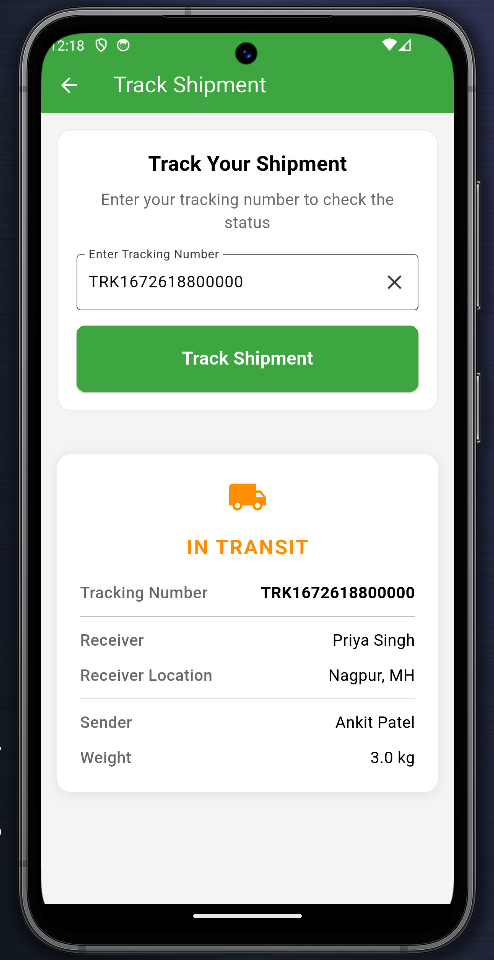 12:18
Track Shipment
Track Your Shipment
Enter your tracking number to check the
status
Enter Tracking Number
TRK1672618800000
Track Shipment
IN TRANSIT
Tracking Number TRK1672618800000
Receiver Priya Singh
Receiver Location Nagpur, MH
Sender Ankit Patel
Weight 3.0 kg